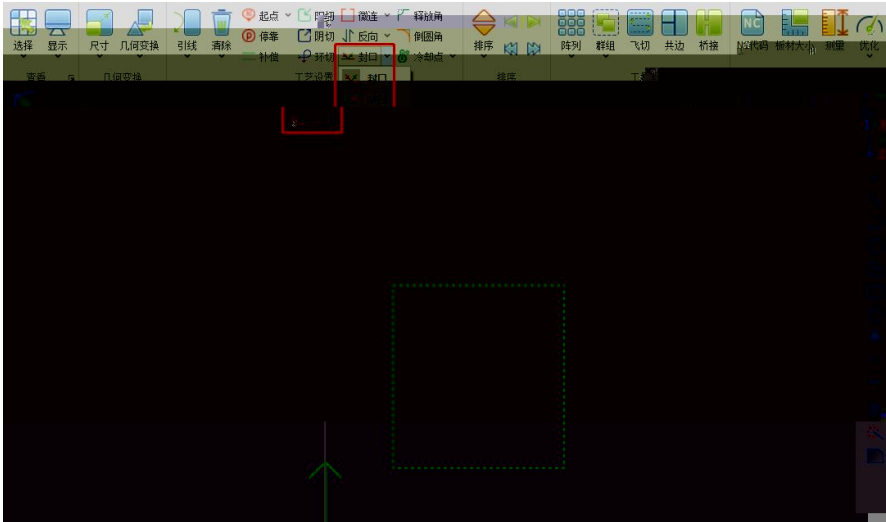 起点 阳切 微连 释放角
停靠 阴切 反向 倒圆角
选择 显示 尺寸 几何变换 引线 清除 排序 阵列 群组 飞切 共边 桥接 NC代码 板材大小 测量 优化
补偿 环切 封口 冷却点
查看 几何变换 工艺设置 封口 排序
NC